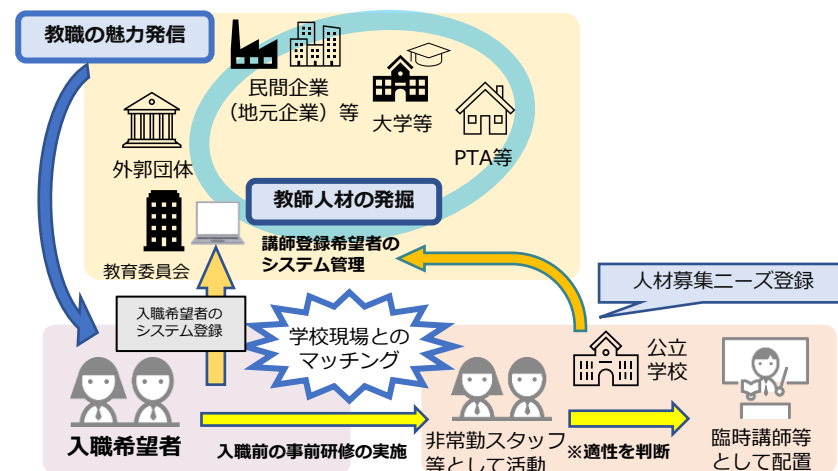 教職の魅力発信
民間企業
（地元企業）等
大学等
PTA等
外郭団体
教師人材の発掘
教育委員会
講師登録希望者の
システム管理
人材募集ニーズ登録
入職希望者の
システム登録
学校現場との
マッチング
公立
学校
入職希望者
入職前の事前研修の実施
非常勤スタッフ
等として活動
※適性を判断
臨時講師等
として配置